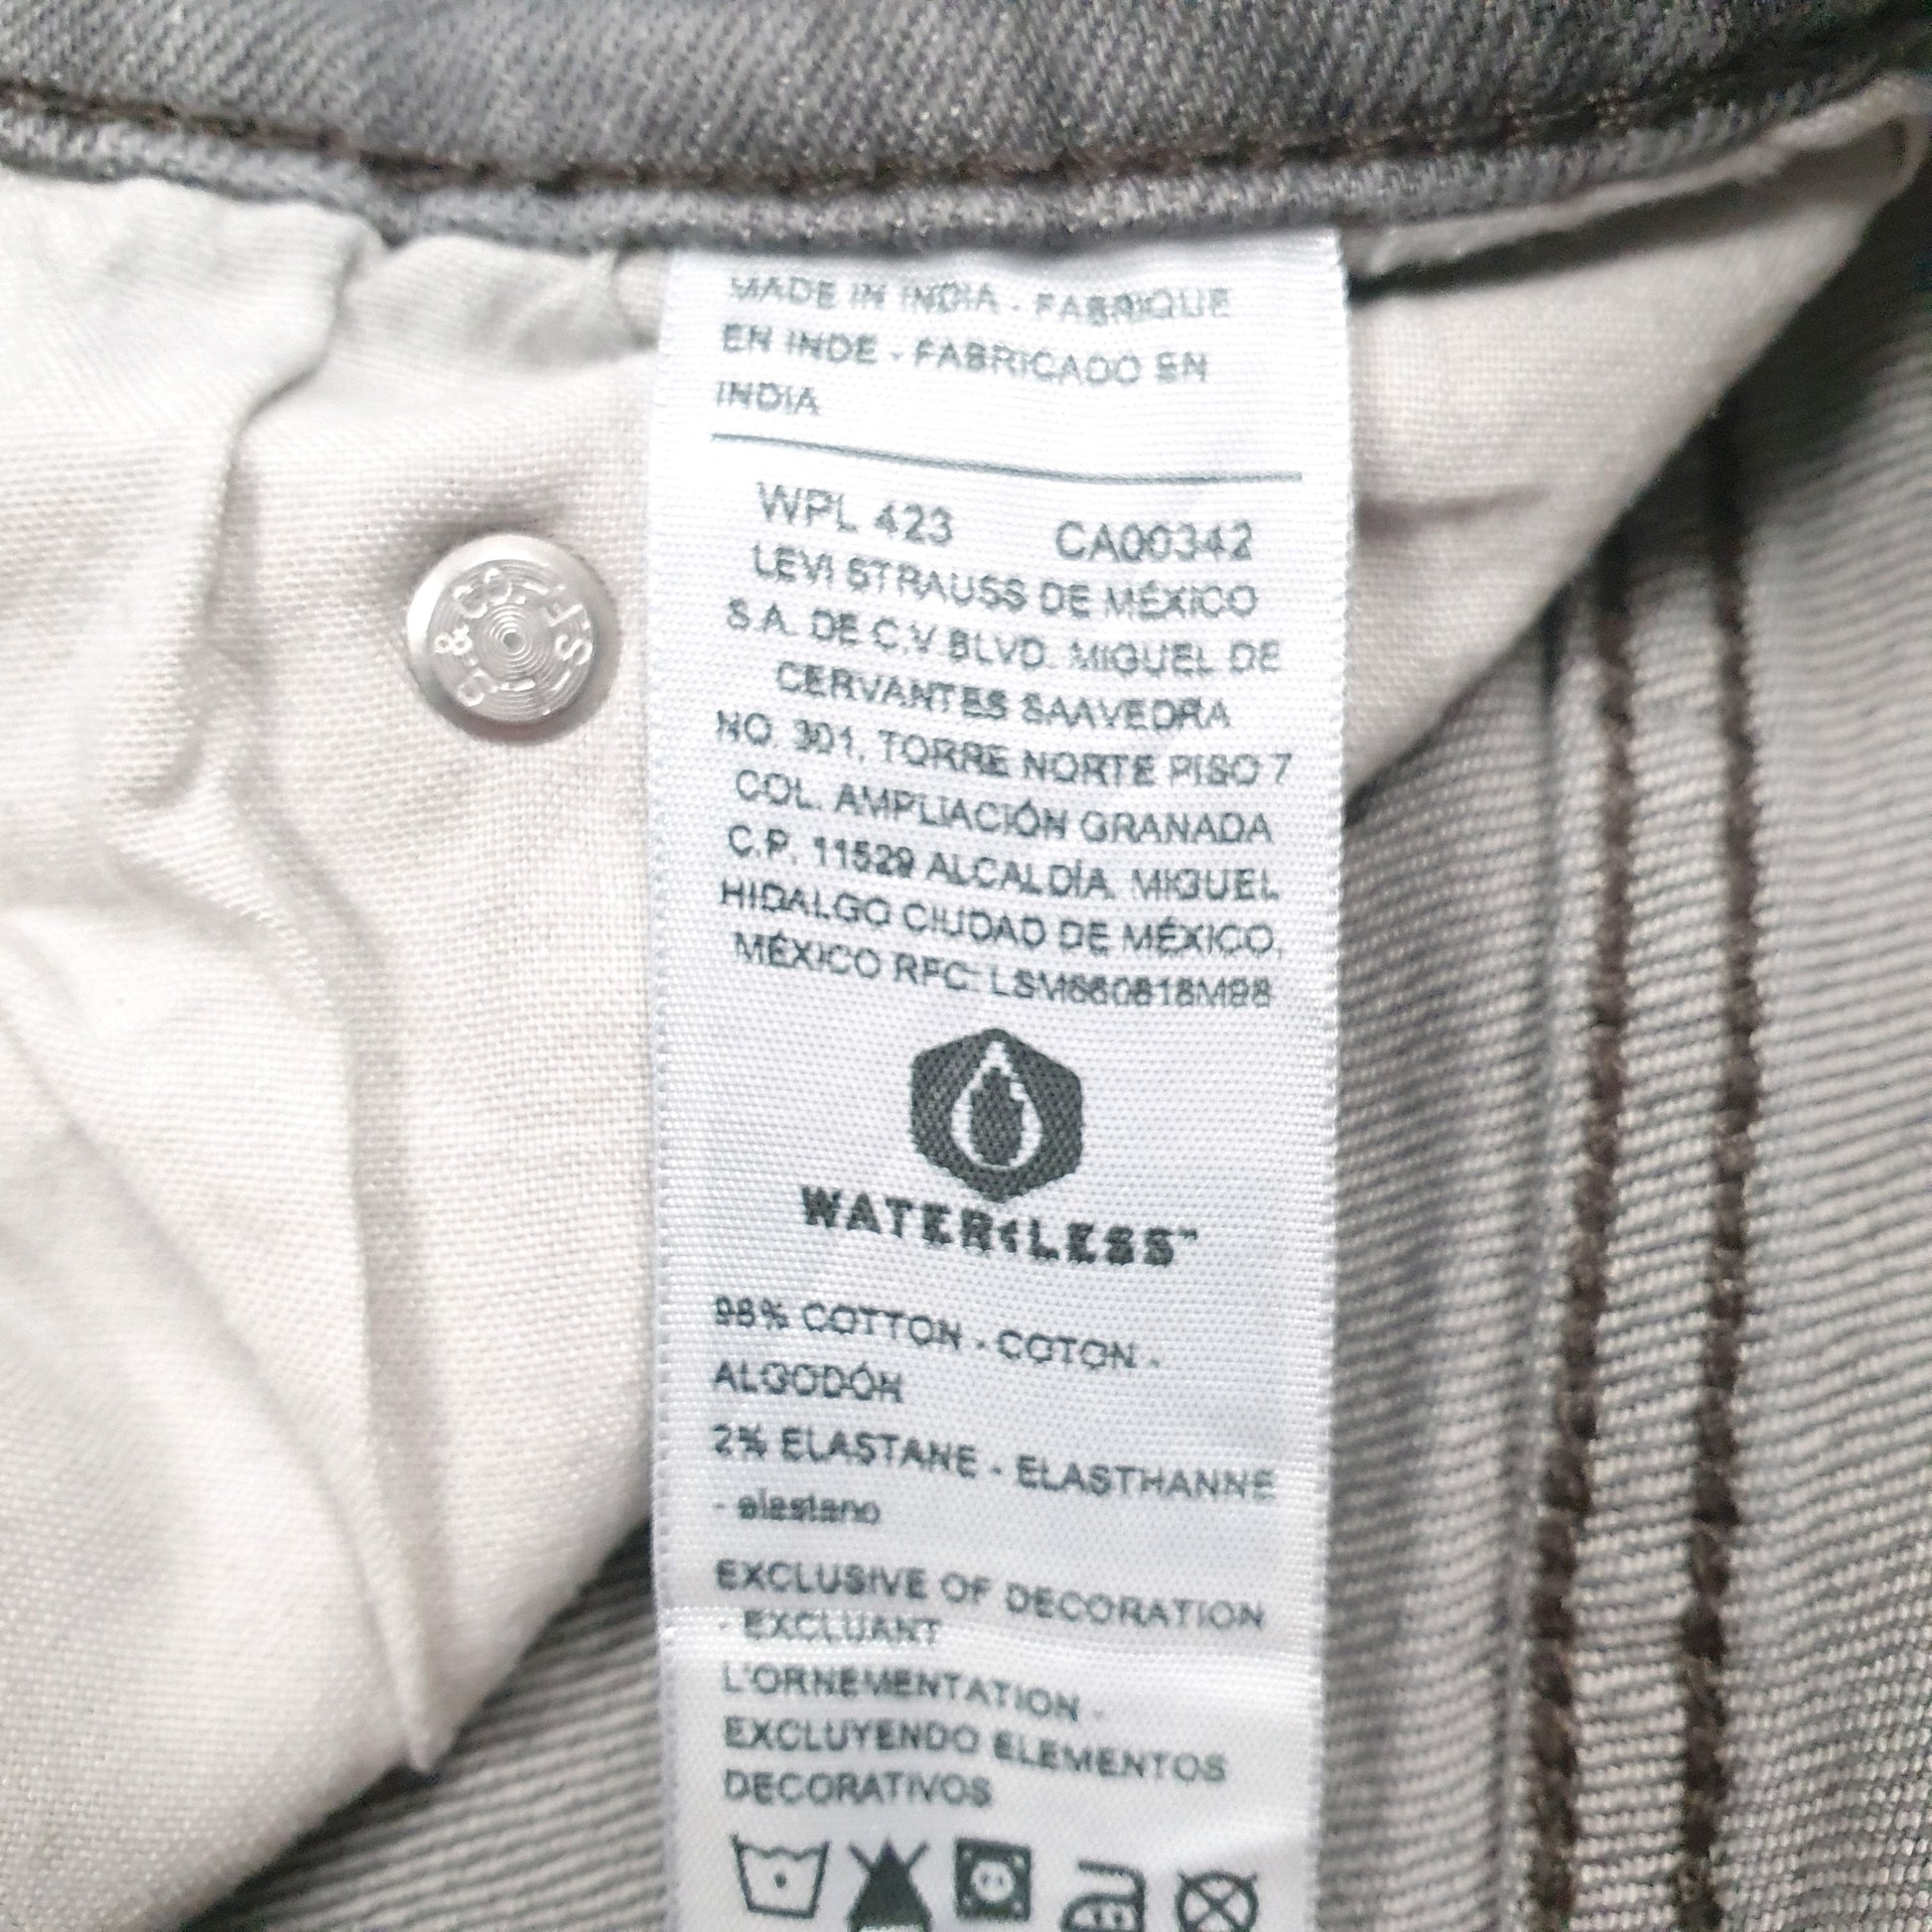 MADE IN INDIA - FABRIQUE
EN INDE - FABRICADO EN
INDIA
WPL 423 CA00342
LEVI STRAUSS DE MÉXICO
S.A. DE C.V BLVD. MIGUEL DE
CERVANTES SAAVEDRA
NO. 301, TORRE NORTE PISO 7
COL. AMPLIACIÓN GRANADA
C.P. 11529 ALCALDÍA. MIGUEL
HIDALGO CIUDAD DE MÉXICO,
MÉXICO RFC: LSM660818M98
WATER<LESS™
98% COTTON - COTON -
ALGODÓN
2% ELASTANE - ELASTHANNE
- elastano
EXCLUSIVE OF DECORATION
- EXCLUANT
L'ORNEMENTATION -
EXCLUYENDO ELEMENTOS
DECORATIVOS